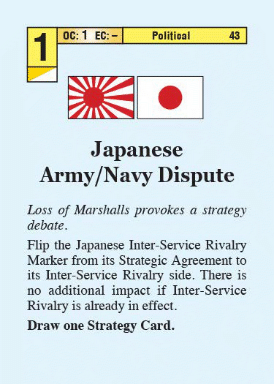 1 OC: 1 EC: – Political 43
Japanese
Army/Navy Dispute
Loss of Marshalls provokes a strategy
debate.
Flip the Japanese Inter-Service Rivalry
Marker from its Strategic Agreement to
its Inter-Service Rivalry side. There is
no additional impact if Inter-Service
Rivalry is already in effect.
Draw one Strategy Card.